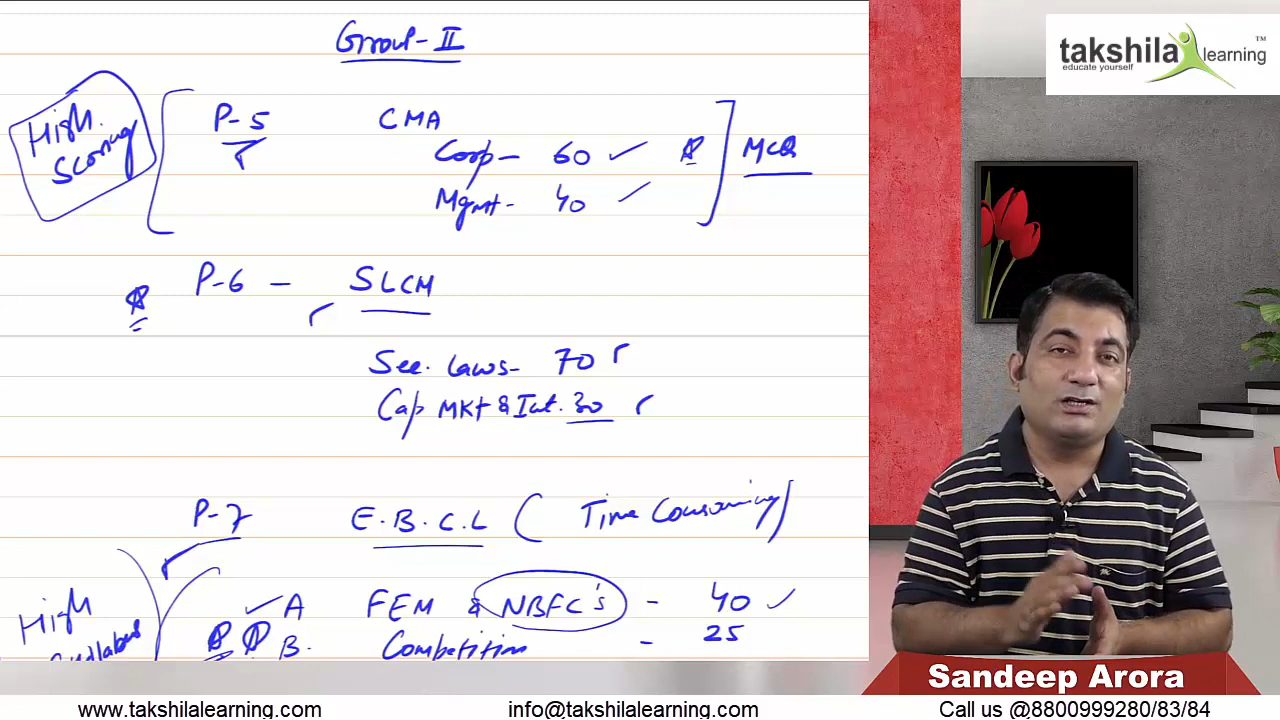 Group-II
takshila learning ™
educate yourself
High Scoring
P-5 CMA
Corp- 60 MCQ
Mgmt- 40
P-6 - SLCM
Sec. Laws- 70
Cap Mkt & Int. 30
P-7 E.B.C.L (Time Consuming)
High Syllabus
A FEM & NBFC's - 40
B. Competition - 25
Sandeep Arora
www.takshilalearning.com info@takshilalearning.com Call us @8800999280/83/84